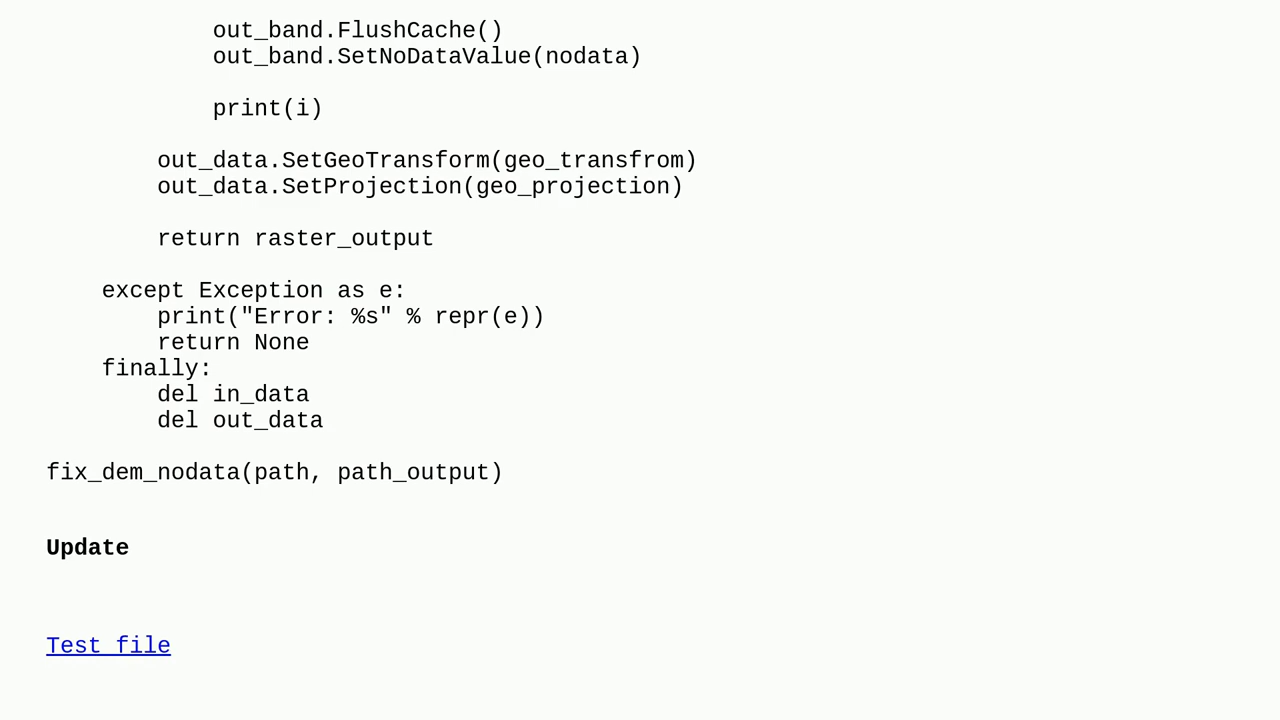 out_band.FlushCache()
out_band.SetNoDataValue(nodata)
print(i)
out_data.SetGeoTransform(geo_transfrom)
out_data.SetProjection(geo_projection)
return raster_output
except Exception as e:
print("Error: %s" % repr(e))
return None
finally:
del in_data
del out_data
fix_dem_nodata(path, path_output)
Update
Test file